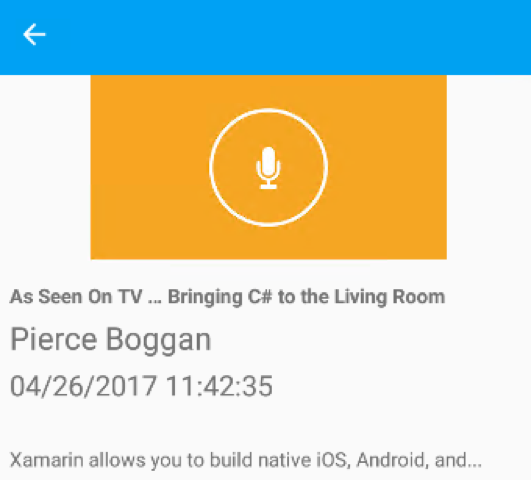 As Seen On TV ... Bringing C# to the Living Room
Pierce Boggan
04/26/2017 11:42:35
Xamarin allows you to build native iOS, Android, and...